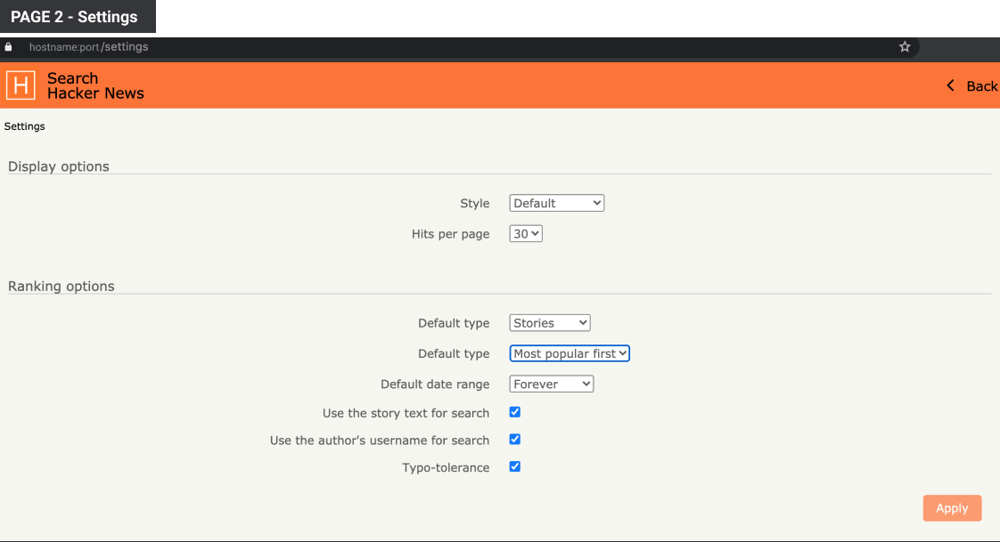 PAGE 2 - Settings
hostname:port/settings
H
Search
Hacker News
Back
Settings
Display options
Style Default
Hits per page 30
Ranking options
Default type Stories
Default type Most popular first
Default date range Forever
Use the story text for search
Use the author's username for search
Typo-tolerance
Apply